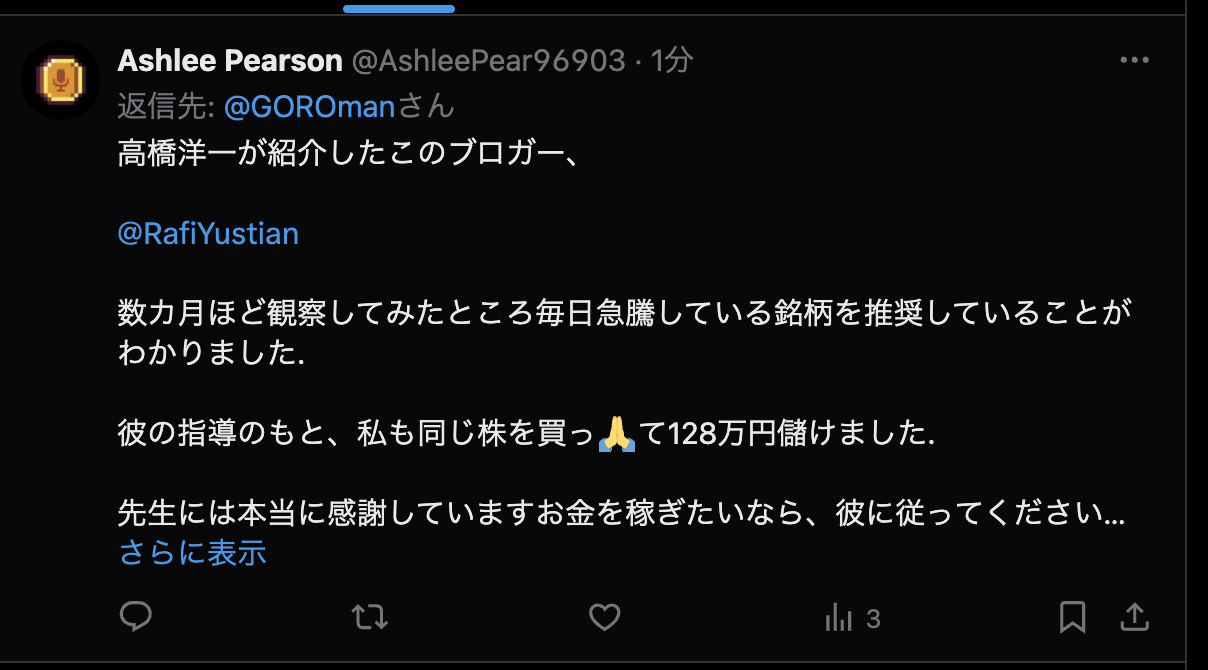 Ashlee Pearson @AshleePear96903 · 1分
返信先: @GOROmanさん
高橋洋一が紹介したこのブロガー、
@RafiYustian
数カ月ほど観察してみたところ毎日急騰している銘柄を推奨していることが
わかりました.
彼の指導のもと、私も同じ株を買っ🙏て128万円儲けました.
先生には本当に感謝していますお金を稼ぎたいなら、彼に従ってください...
さらに表示
3